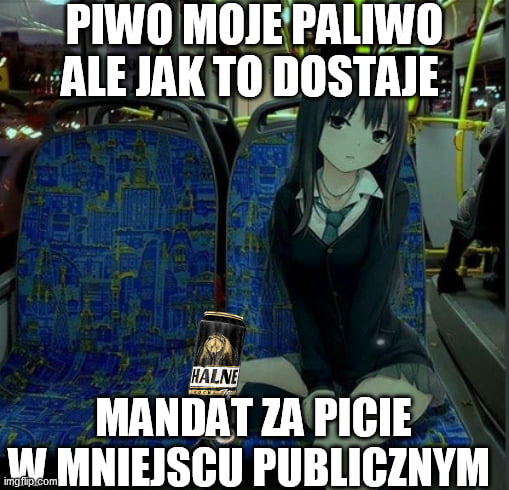 PIWO MOJE PALIWO
ALE JAK TO DOSTAJE
HALNE
MANDAT ZA PICIE
W MNIEJSCU PUBLICZNYM
imgflip.com